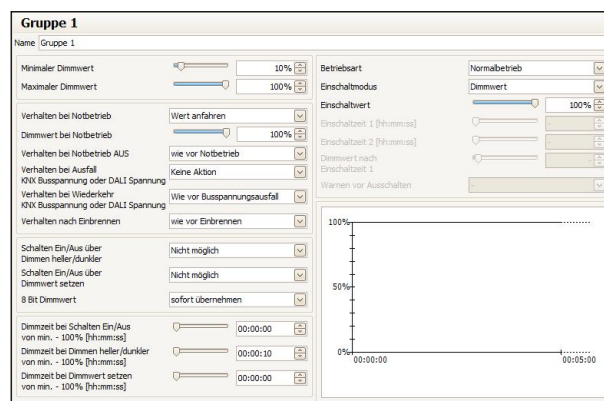 Gruppe 1
Name Gruppe 1
Minimaler Dimmwert 10%
Maximaler Dimmwert 100%
Verhalten bei Notbetrieb Wert anfahren
Dimmwert bei Notbetrieb 100%
Verhalten bei Notbetrieb AUS wie vor Notbetrieb
Verhalten bei Ausfall
KNX Busspannung oder DALI Spannung Keine Aktion
Verhalten bei Wiederkehr
KNX Busspannung oder DALI Spannung Wie vor Busspannungsausfall
Verhalten nach Einbrennen wie vor Einbrennen
Schalten Ein/Aus über
Dimmen heller/dunkler Nicht möglich
Schalten Ein/Aus über
Dimmwert setzen Nicht möglich
8 Bit Dimmwert sofort übernehmen
Dimmzeit bei Schalten Ein/Aus
von min. - 100% [hh:mm:ss] 00:00:00
Dimmzeit bei Dimmen heller/dunkler
von min. - 100% [hh:mm:ss] 00:00:10
Dimmzeit bei Dimmwert setzen
von min. - 100% [hh:mm:ss] 00:00:00
Betriebsart Normalbetrieb
Einschaltmodus Dimmwert
Einschaltwert 100%
Einschaltzeit 1 [hh:mm:ss] -
Einschaltzeit 2 [hh:mm:ss] -
Dimmwert nach
Einschaltzeit 1 -
Warnen vor Ausschalten -
100%
50%
0%
00:00:00 00:05:00